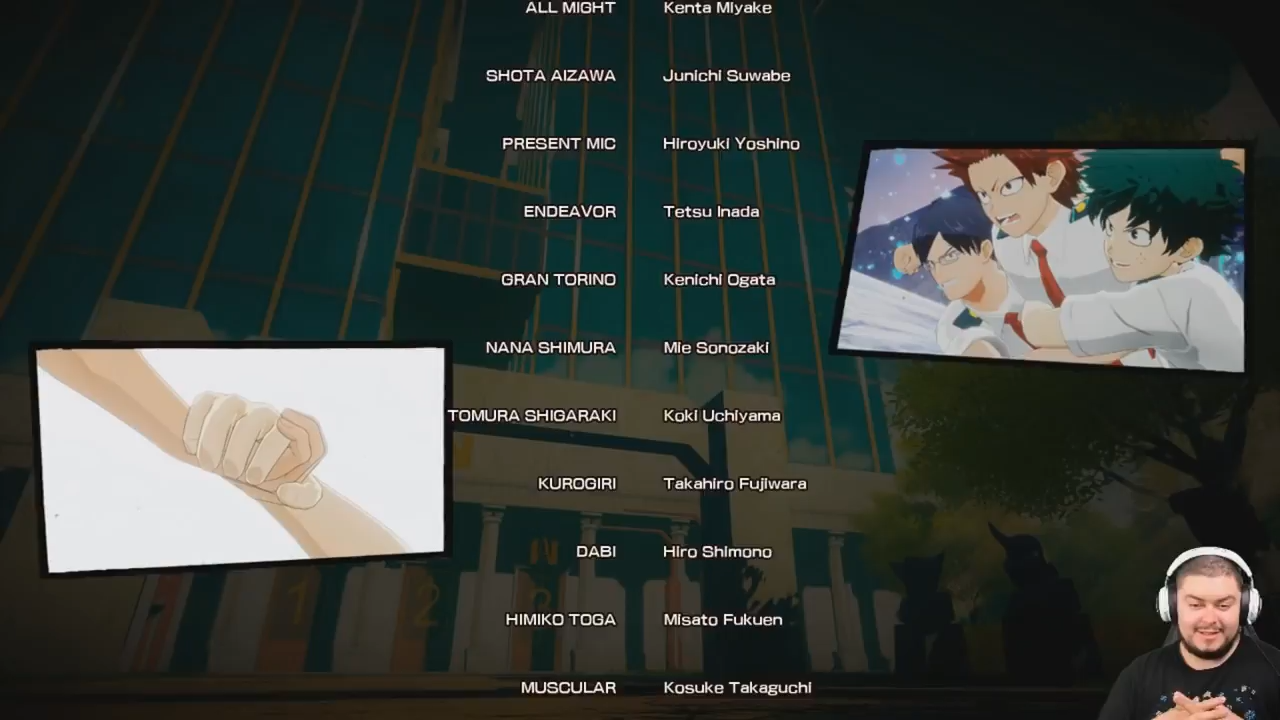 ALL MIGHT Kenta Miyake
SHOTA AIZAWA Junichi Suwabe
PRESENT MIC Hiroyuki Yoshino
ENDEAVOR Tetsu Inada
GRAN TORINO Kenichi Ogata
NANA SHIMURA Mie Sonozaki
TOMURA SHIGARAKI Koki Uchiyama
KUROGIRI Takahiro Fujiwara
DABI Hiro Shimono
HIMIKO TOGA Misato Fukuen
MUSCULAR Kosuke Takaguchi
1 2